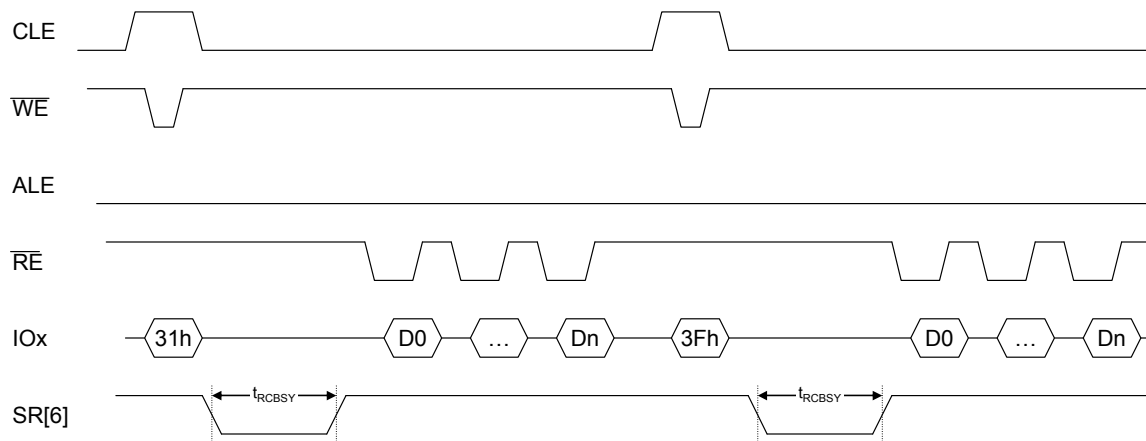 CLE
WE
ALE
RE
IOx 31h D0 ... Dn 3Fh D0 ... Dn
SR[6] tRCBSY tRCBSY